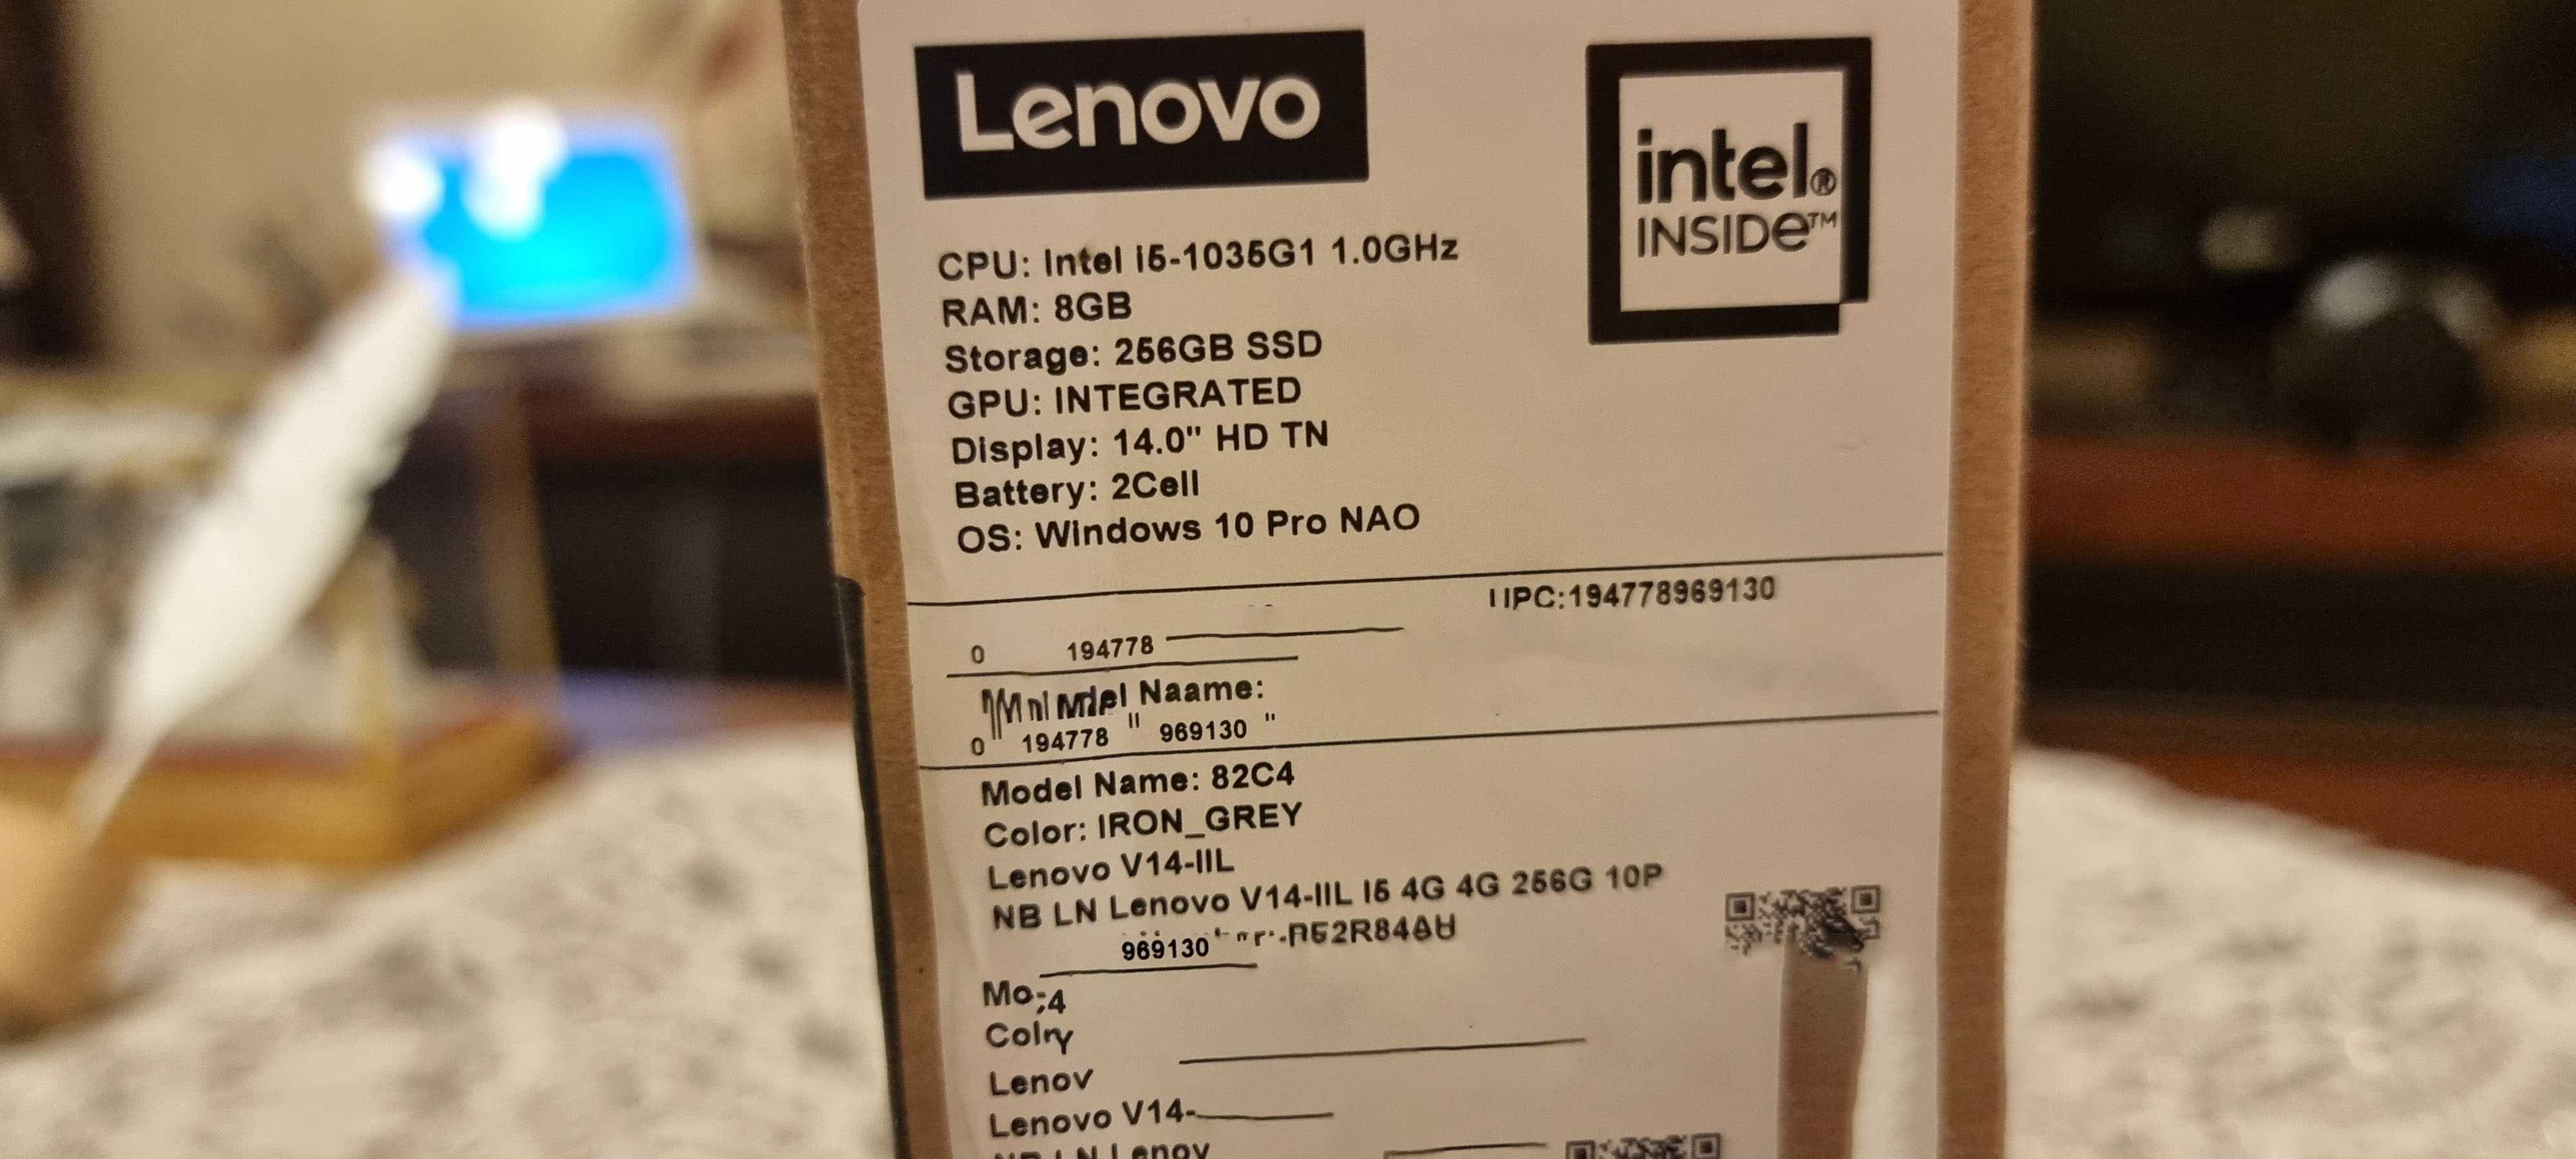 Lenovo
intel®
INSIDe™
CPU: Intel I5-1035G1 1.0GHz
RAM: 8GB
Storage: 256GB SSD
GPU: INTEGRATED
Display: 14.0" HD TN
Battery: 2Cell
OS: Windows 10 Pro NAO
:194778969130
0 194778
Naame:
0 194778 969130
Model Name: 82C4
Color: IRON_GREY
Lenovo V14-IIL
NB LN Lenovo V14-IIL I5 4G 4G 256G 10P
969130
Lenov
Lenovo V14-